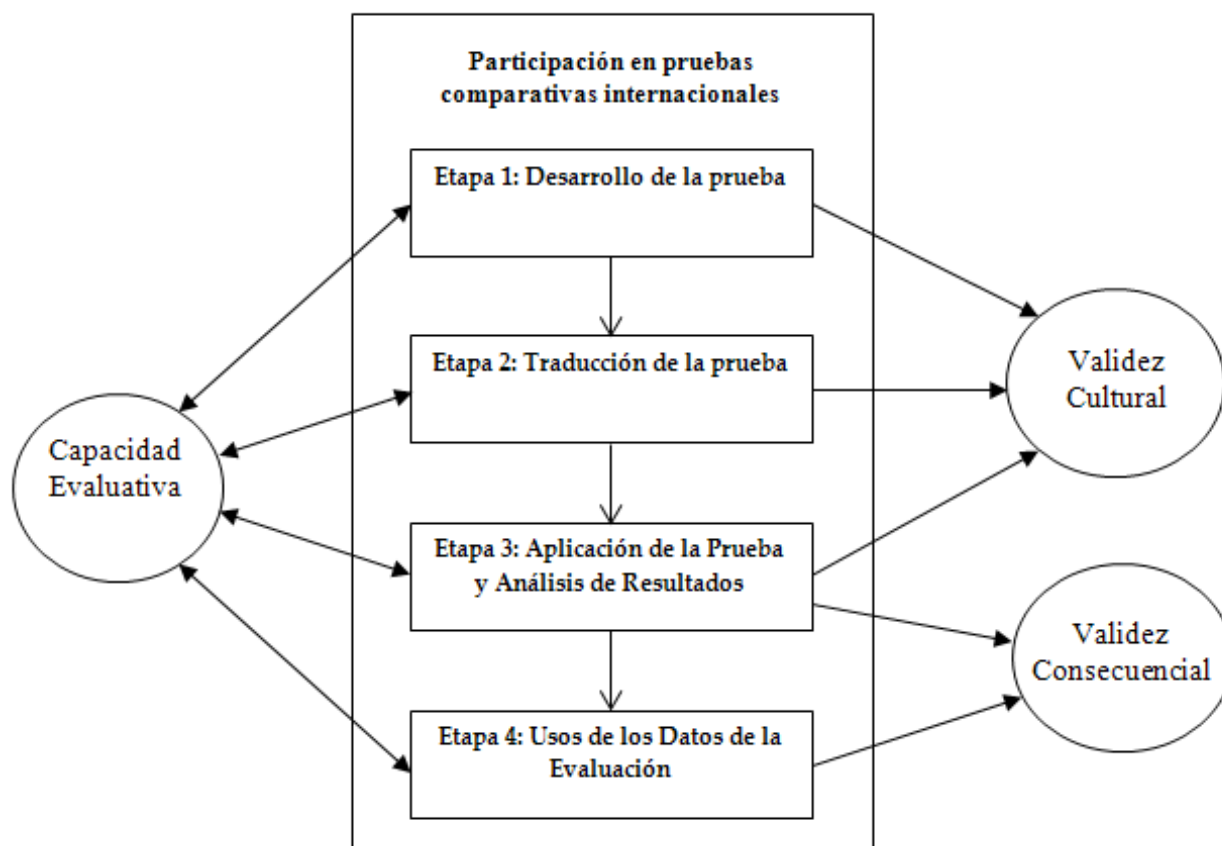 Participación en pruebas
comparativas internacionales
Etapa 1: Desarrollo de la prueba
Etapa 2: Traducción de la prueba
Capacidad
Evaluativa
Validez
Cultural
Etapa 3: Aplicación de la Prueba
y Análisis de Resultados
Validez
Consecuencial
Etapa 4: Usos de los Datos de la
Evaluación